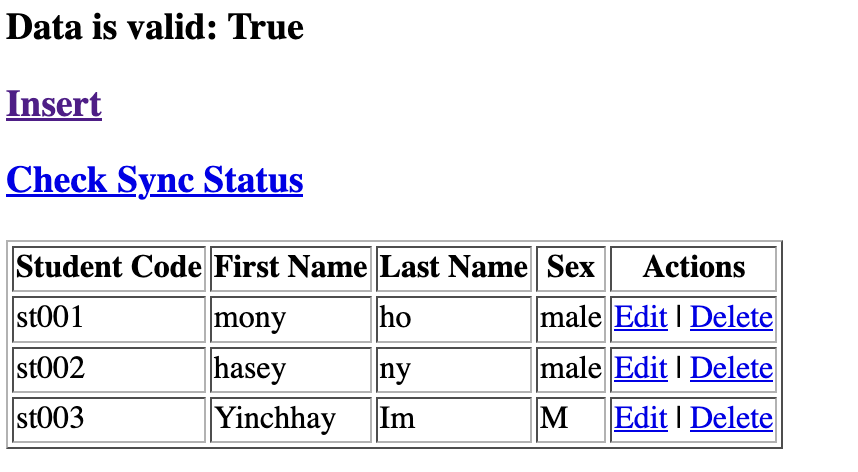 Data is valid: True
Insert
Check Sync Status
Student Code First Name Last Name Sex Actions
st001 mony ho male Edit | Delete
st002 hasey ny male Edit | Delete
st003 Yinchhay Im M Edit | Delete